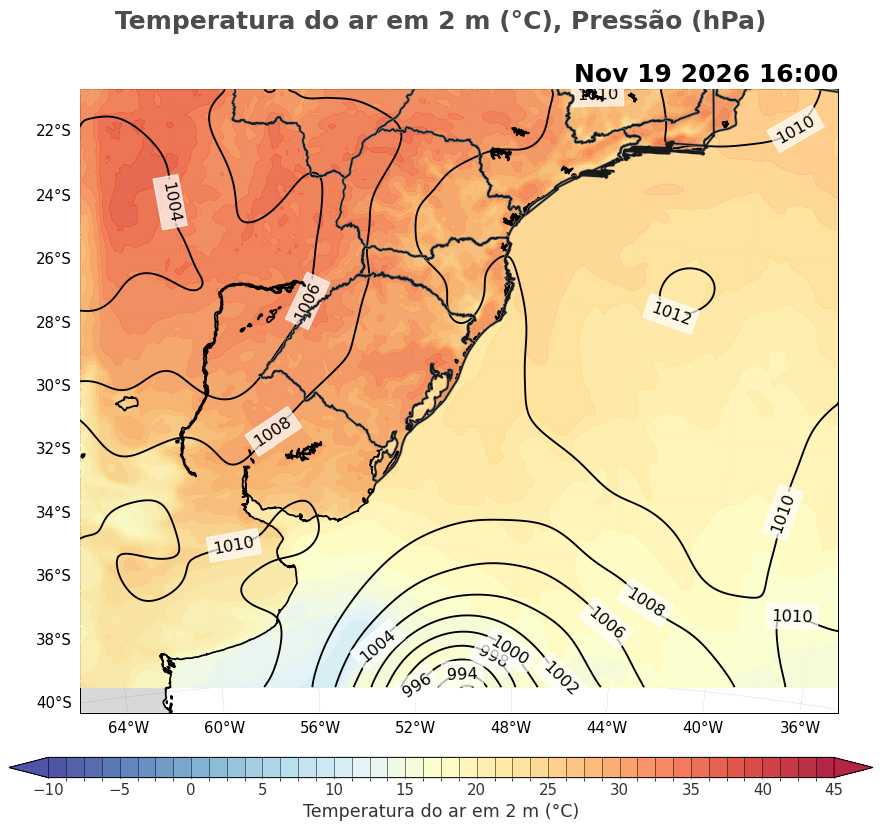 Temperatura do ar em 2 m (°C), Pressão (hPa)
Nov 19 2026 16:00
1010
1010
22°S
24°S
1004
26°S
1006
1012
28°S
30°S
1008
32°S
34°S
1010
1010
36°S
1008
1010
1006
38°S
1004
1000
998
1002
994
996
40°S
64°W 60°W 56°W 52°W 48°W 44°W 40°W 36°W
−10 −5 0 5 10 15 20 25 30 35 40 45
Temperatura do ar em 2 m (°C)